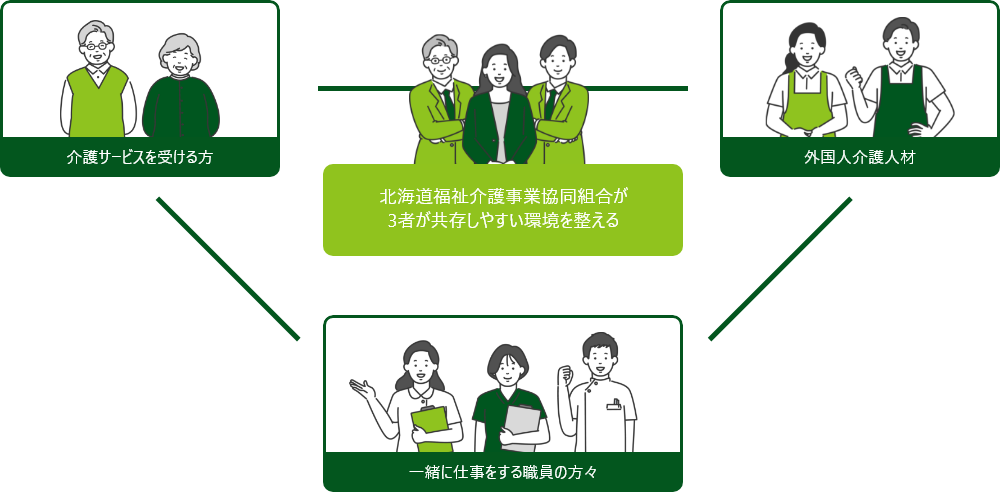 介護サービスを受ける方
外国人介護人材
北海道福祉介護事業協同組合が
3者が共存しやすい環境を整える
一緒に仕事をする職員の方々